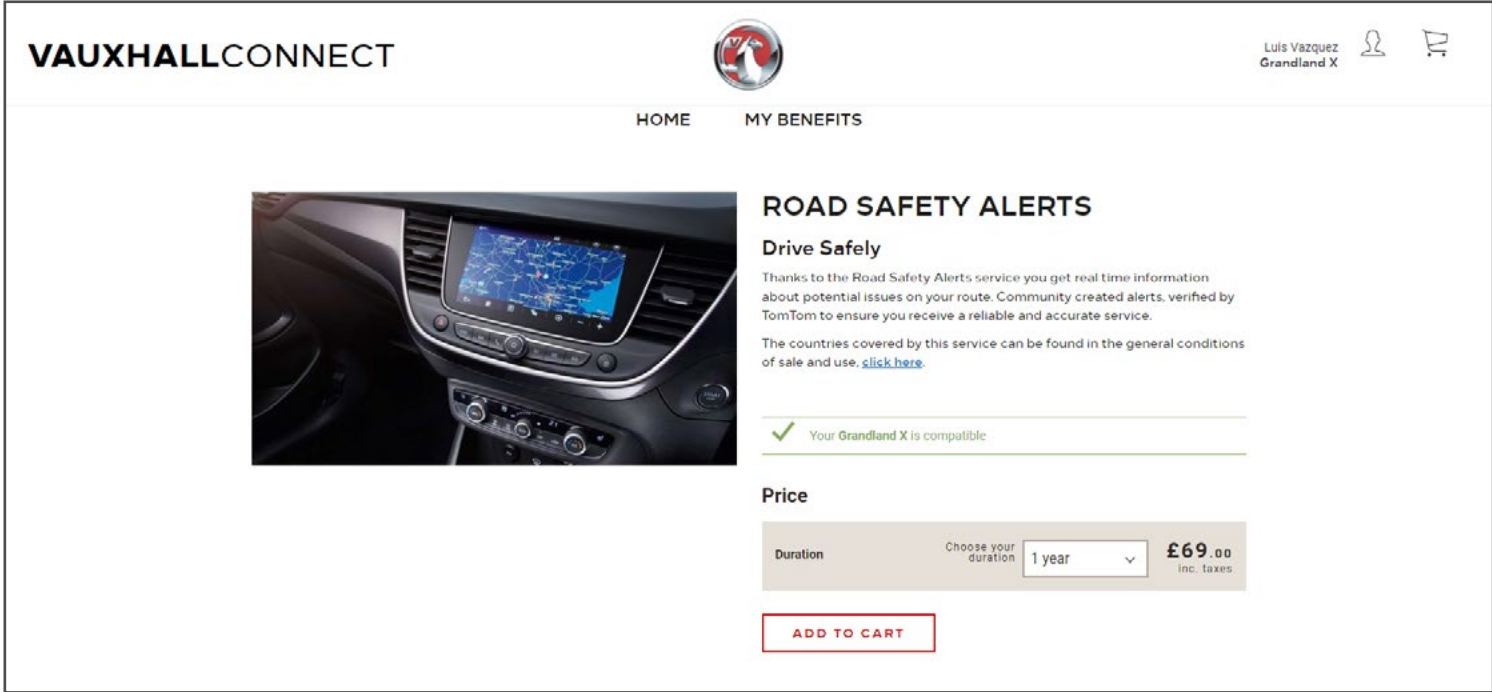 VAUXHALLCONNECT
Luis Vazquez
Grandland X
HOME MY BENEFITS
ROAD SAFETY ALERTS
Drive Safely
Thanks to the Road Safety Alerts service you get real time information
about potential issues on your route. Community created alerts, verified by
TomTom to ensure you receive a reliable and accurate service.
The countries covered by this service can be found in the general conditions
of sale and use, click here.
Your Grandland X is compatible
Price
Duration
Choose your
duration
1 year
£69.00
inc. taxes
ADD TO CART